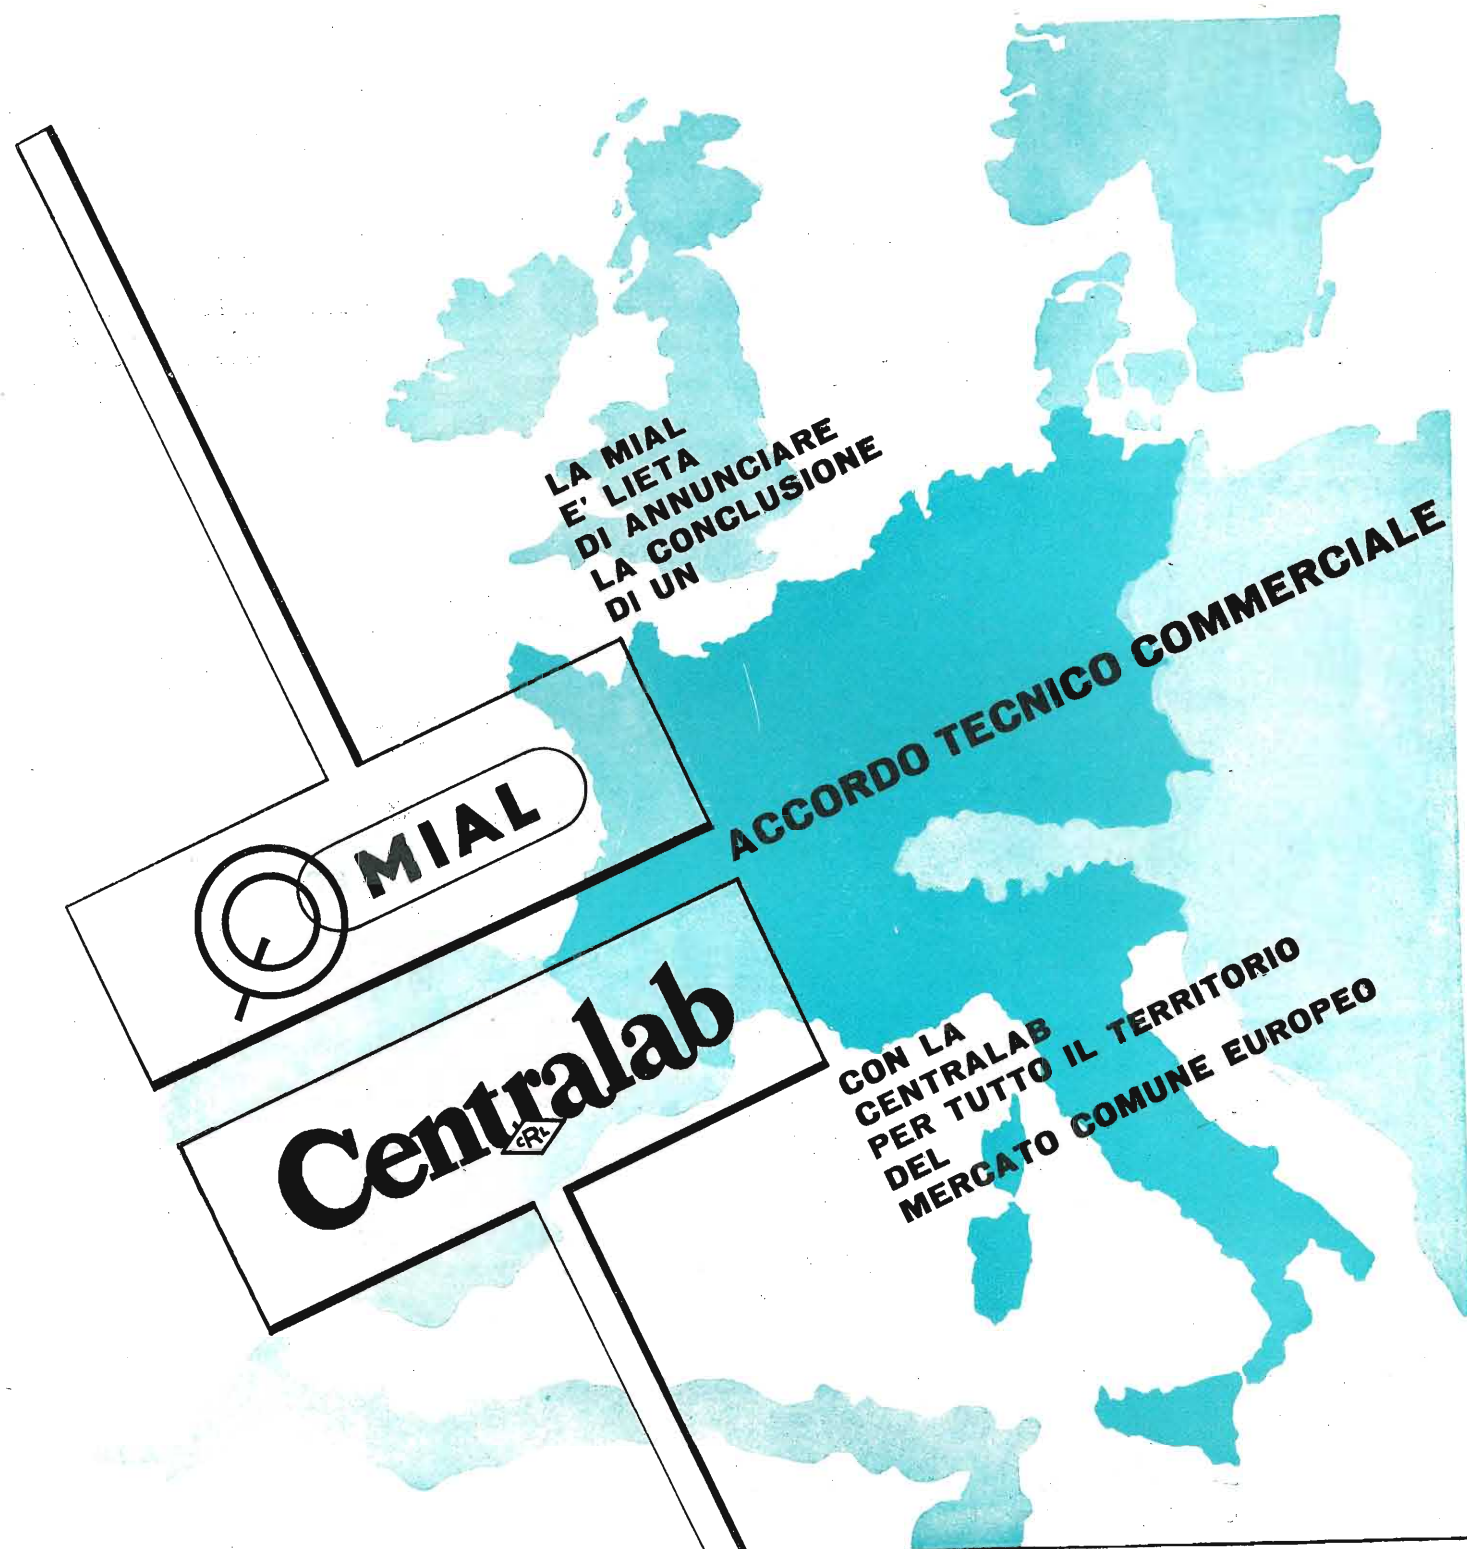 LA MIAL
E' LIETA
DI ANNUNCIARE
LA CONCLUSIONE
DI UN
ACCORDO TECNICO COMMERCIALE
MIAL
Centralab
CRL
CON LA
CENTRALAB
PER TUTTO IL TERRITORIO
DEL
MERCATO COMUNE EUROPEO